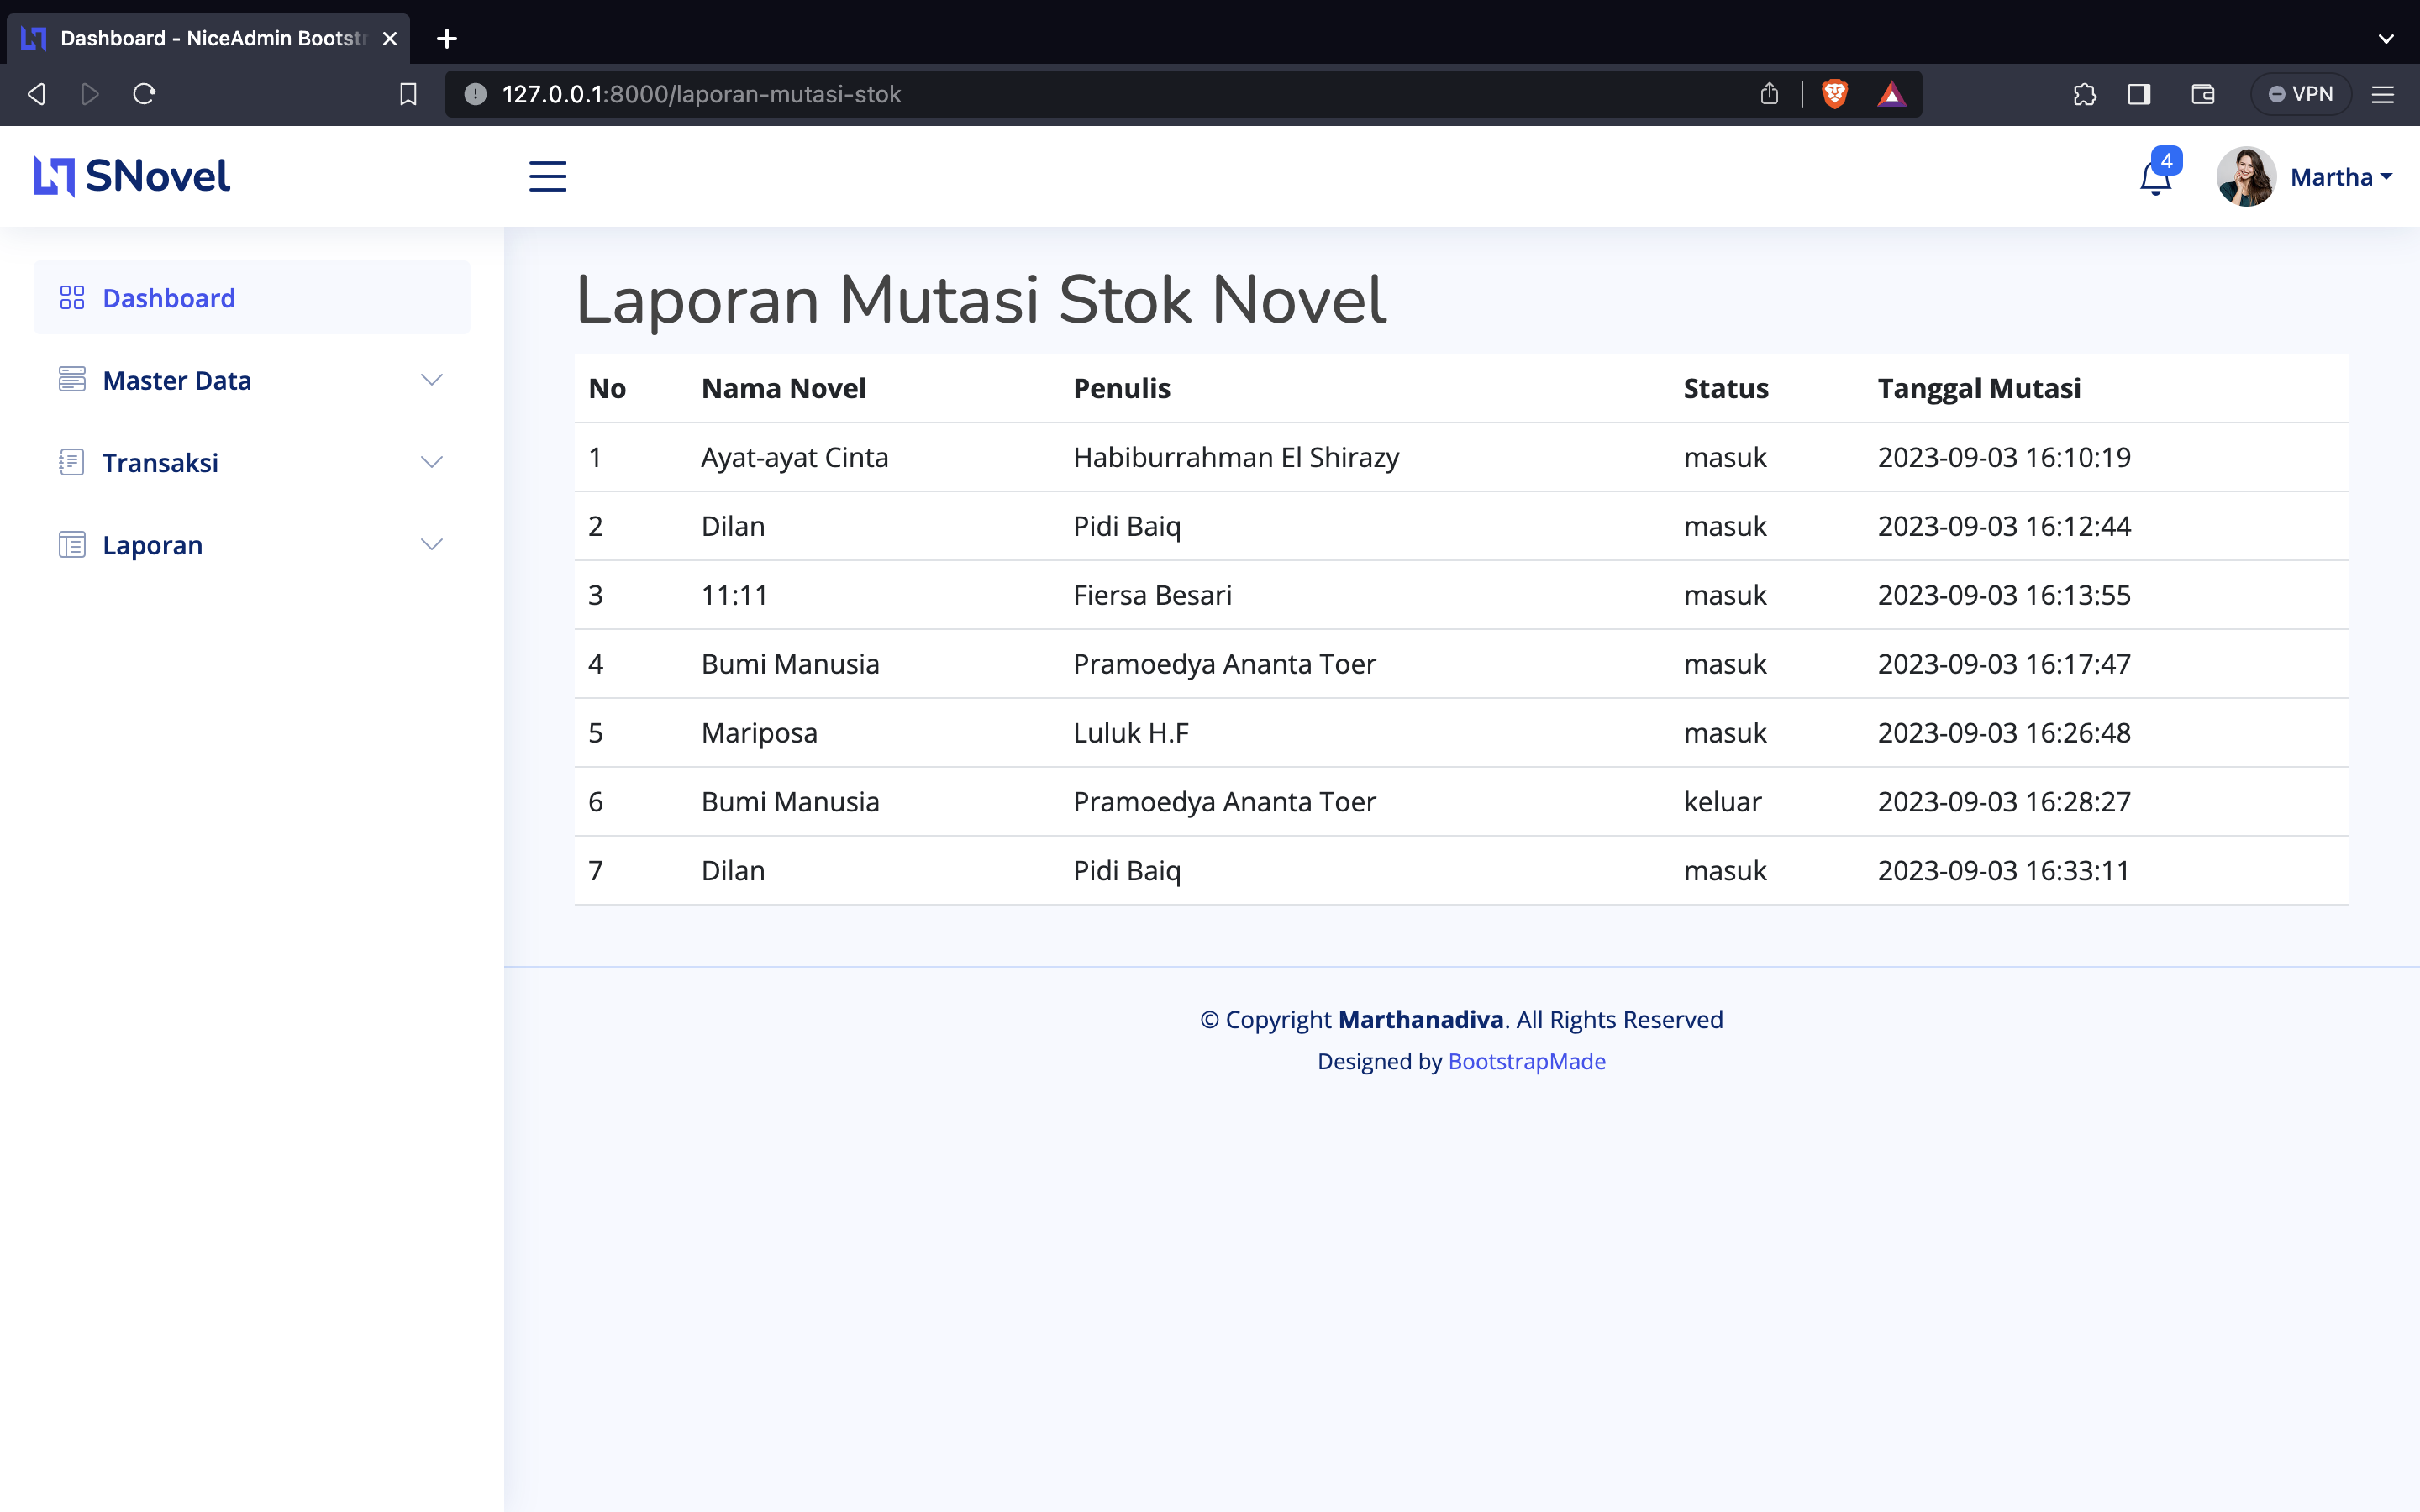 Dashboard - NiceAdmin Bootst
127.0.0.1:8000/laporan-mutasi-stok
VPN
SNovel
4
Martha
Dashboard
Master Data
Transaksi
Laporan
Laporan Mutasi Stok Novel
No Nama Novel Penulis Status Tanggal Mutasi
1 Ayat-ayat Cinta Habiburrahman El Shirazy masuk 2023-09-03 16:10:19
2 Dilan Pidi Baiq masuk 2023-09-03 16:12:44
3 11:11 Fiersa Besari masuk 2023-09-03 16:13:55
4 Bumi Manusia Pramoedya Ananta Toer masuk 2023-09-03 16:17:47
5 Mariposa Luluk H.F masuk 2023-09-03 16:26:48
6 Bumi Manusia Pramoedya Ananta Toer keluar 2023-09-03 16:28:27
7 Dilan Pidi Baiq masuk 2023-09-03 16:33:11
© Copyright Marthanadiva. All Rights Reserved
Designed by BootstrapMade